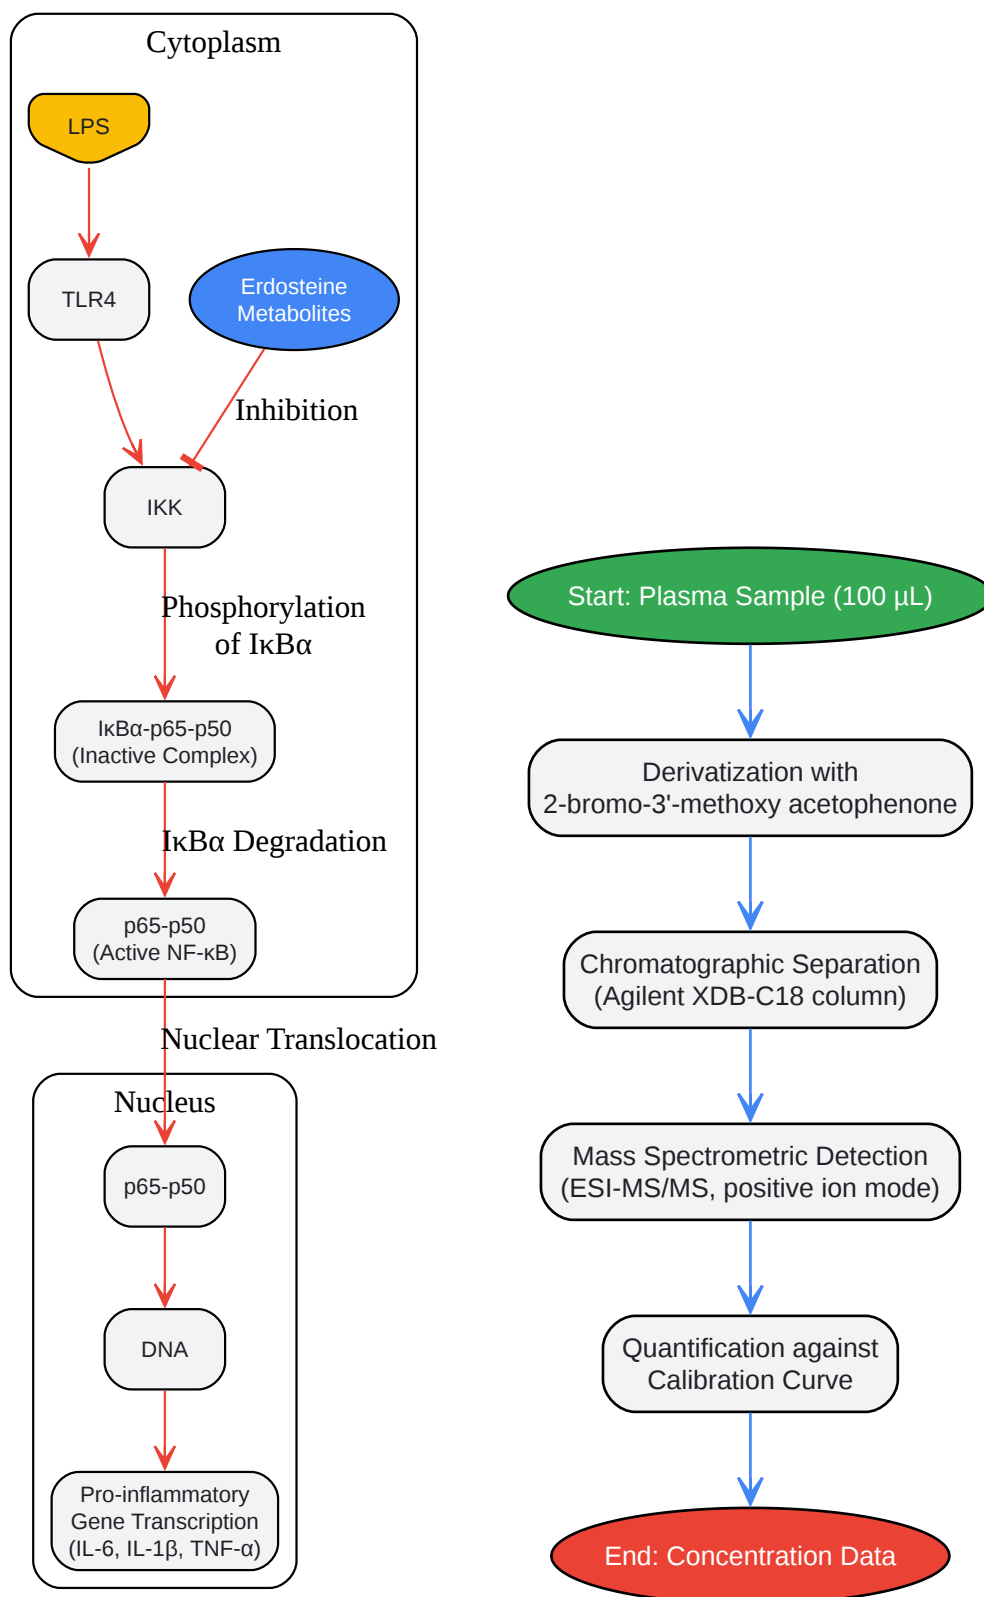 Cytoplasm
LPS
TLR4
Erdosteine
Metabolites
Inhibition
IKK
Phosphorylation
of IκBα
IκBα-p65-p50
(Inactive Complex)
IκBα Degradation
p65-p50
(Active NF-κB)
Nuclear Translocation
Nucleus
p65-p50
DNA
Pro-inflammatory
Gene Transcription
(IL-6, IL-1β, TNF-α)
Start: Plasma Sample (100 µL)
Derivatization with
2-bromo-3'-methoxy acetophenone
Chromatographic Separation
(Agilent XDB-C18 column)
Mass Spectrometric Detection
(ESI-MS/MS, positive ion mode)
Quantification against
Calibration Curve
End: Concentration Data